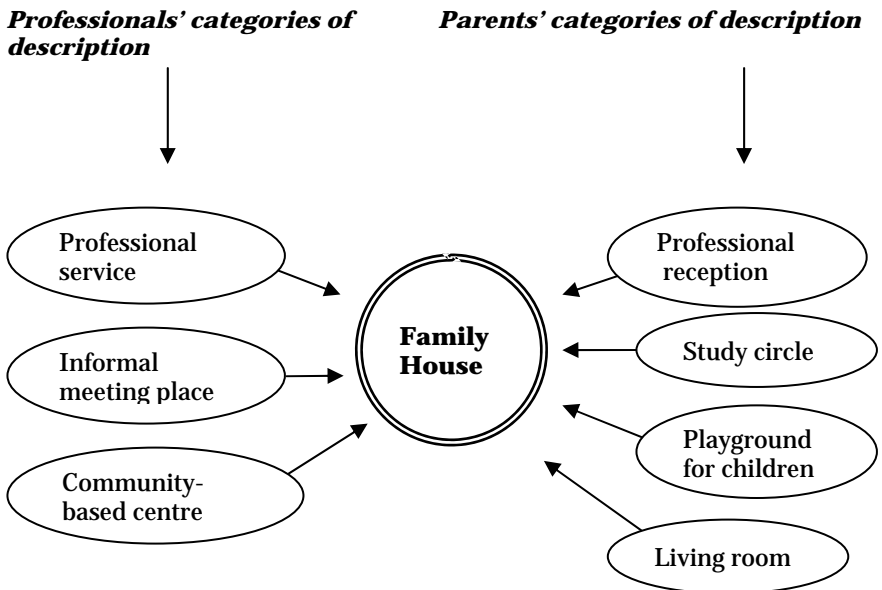 Professionals’ categories of
description
Parents’ categories of description
Professional
service
Informal
meeting place
Community-
based centre
Family
House
Professional
reception
Study circle
Playground
for children
Living room